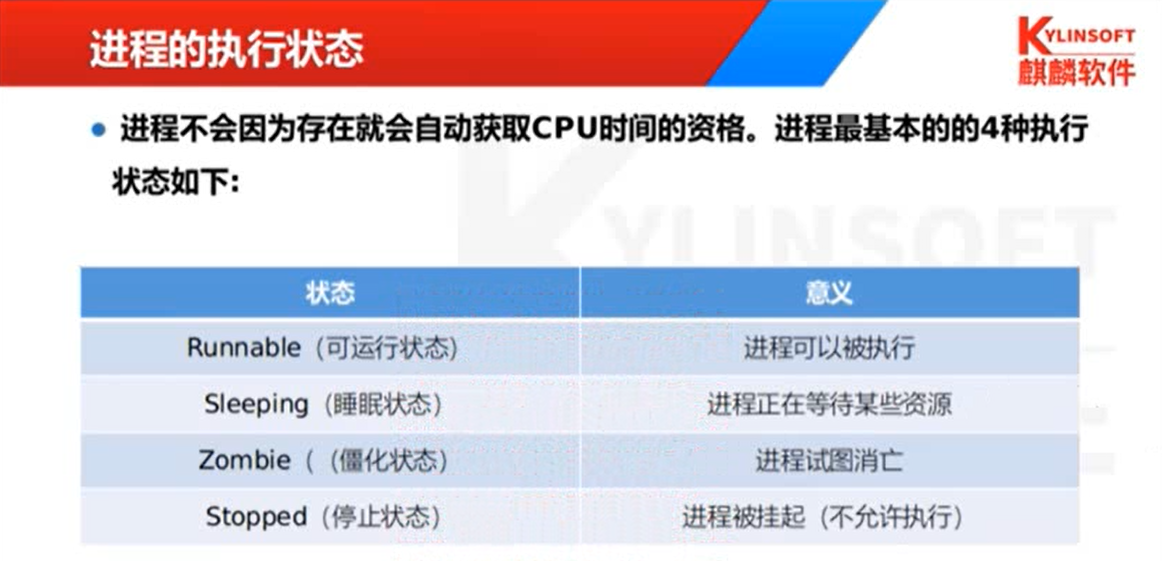 进程的执行状态
KYLINSOFT
麒麟软件
进程不会因为存在就会自动获取CPU时间的资格。进程最基本的的4种执行
状态如下:
KYLINSOFT
状态 意义
Runnable（可运行状态） 进程可以被执行
Sleeping（睡眠状态） 进程正在等待某些资源
Zombie（（僵化状态） 进程试图消亡
Stopped（停止状态） 进程被挂起（不允许执行）